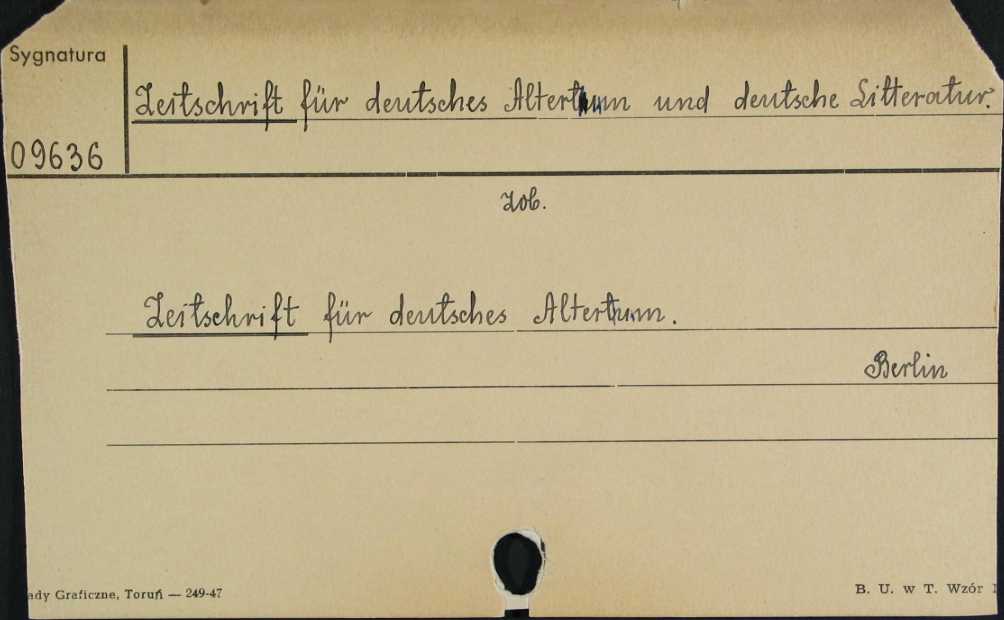 Sygnatura
Zeitschrift für deutsches Altertum und deutsche Litteratur.
09636
zob.
Zeitschrift für deutsches Altertum.
Berlin
ady Graficzne, Toruń — 249-47
B. U. w T. Wzór